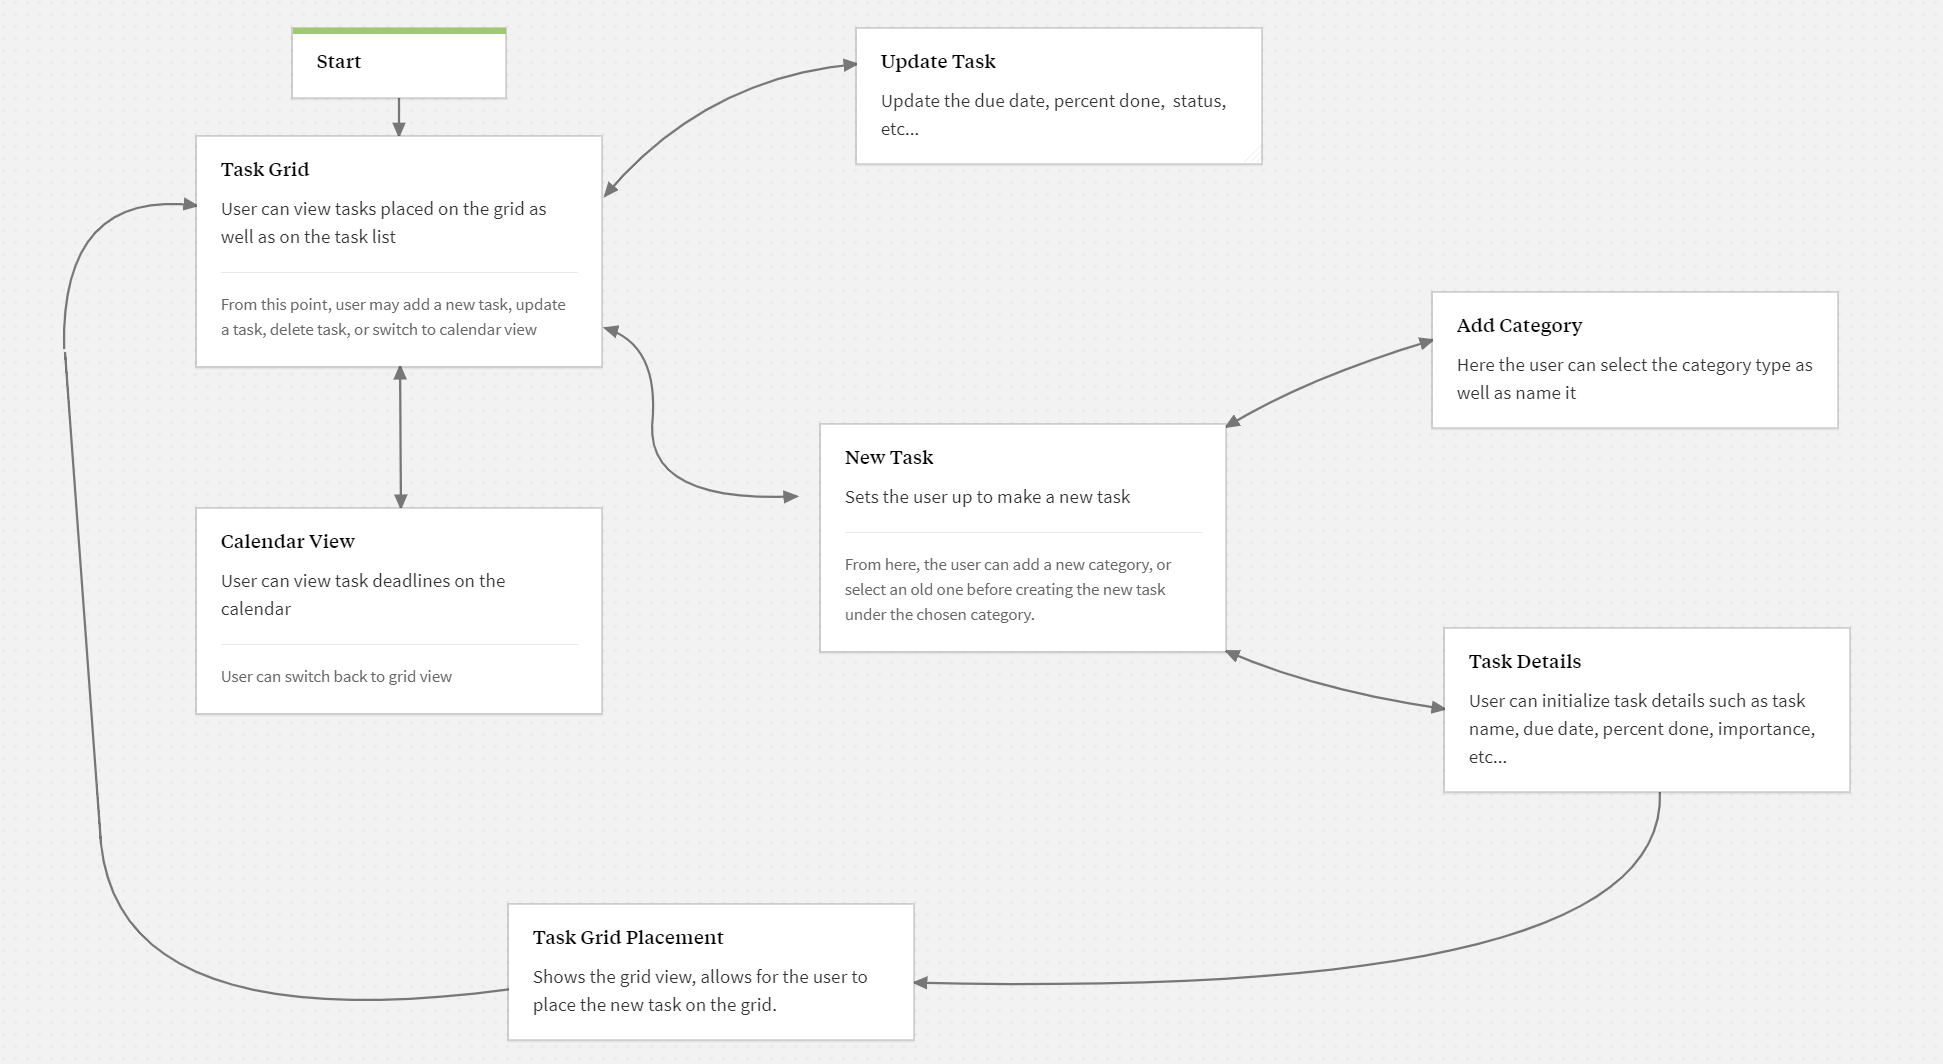 Start
Task Grid
User can view tasks placed on the grid as
well as on the task list
From this point, user may add a new task, update
a task, delete task, or switch to calendar view
Update Task
Update the due date, percent done,  status,
etc...
Calendar View
User can view task deadlines on the
calendar
User can switch back to grid view
New Task
Sets the user up to make a new task
From here, the user can add a new category, or
select an old one before creating the new task
under the chosen category.
Add Category
Here the user can select the category type as
well as name it
Task Details
User can initialize task details such as task
name, due date, percent done, importance,
etc...
Task Grid Placement
Shows the grid view, allows for the user to
place the new task on the grid.